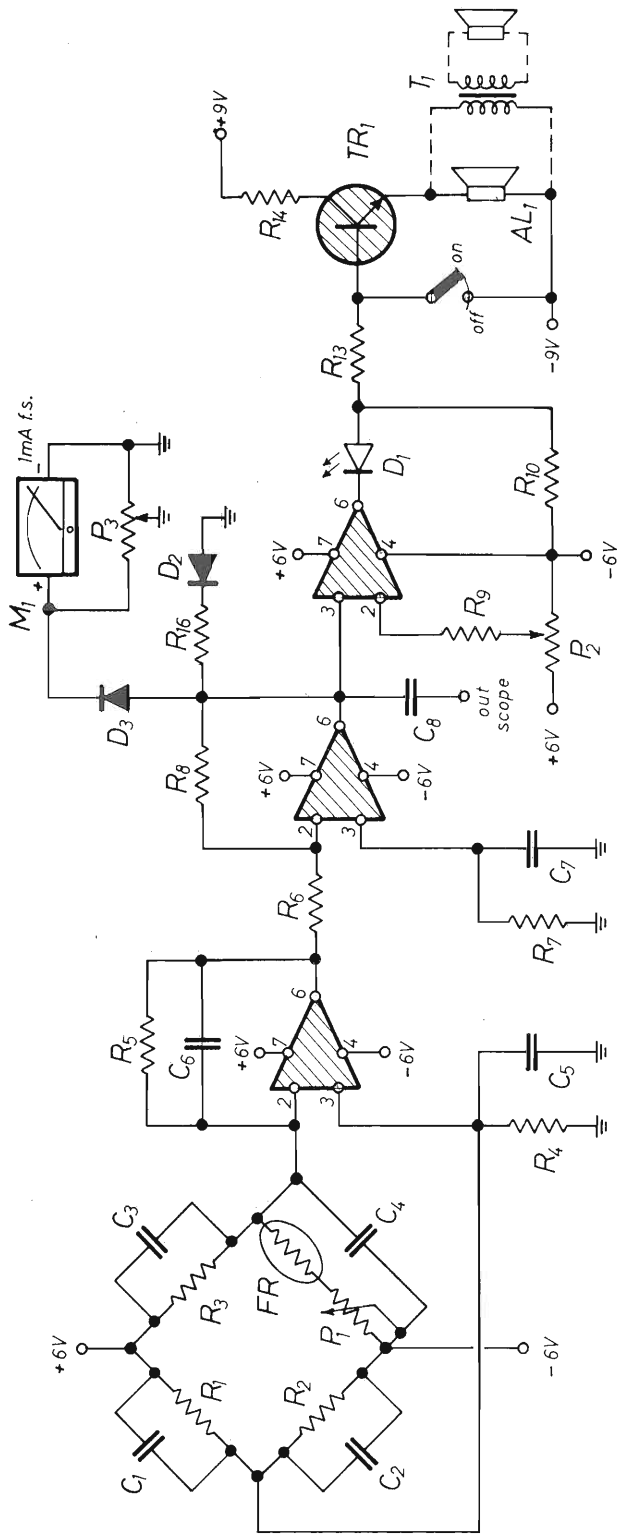 +6V
C1
R1
R3
C3
FR
P1
R2
C2
C4
-6V
R5
C6
+6V
2
7
6
3
4
-6V
R4
C5
R6
R7
C7
R8
+6V
2
7
6
3
4
-6V
D3
M1
+
-
1mA f.s.
P3
R16
D2
C8
out
scope
+6V
3
7
6
2
4
D1
R9
P2
+6V
-6V
R10
R13
on
off
-9V
+9V
R14
TR1
AL1
T1